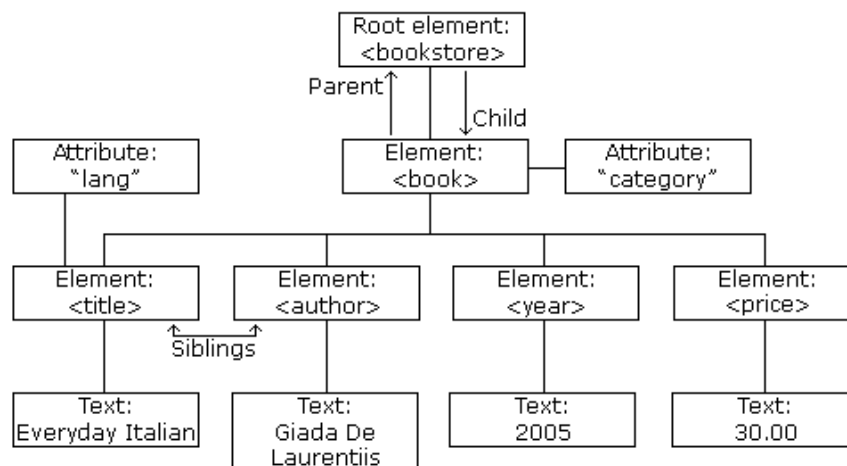 Root element:
<bookstore>
Parent
Child
Attribute:
"lang"
Element:
<book>
Attribute:
"category"
Element:
<title>
Element:
<author>
Element:
<year>
Element:
<price>
Siblings
Text:
Everyday Italian
Text:
Giada De
Laurentiis
Text:
2005
Text:
30.00